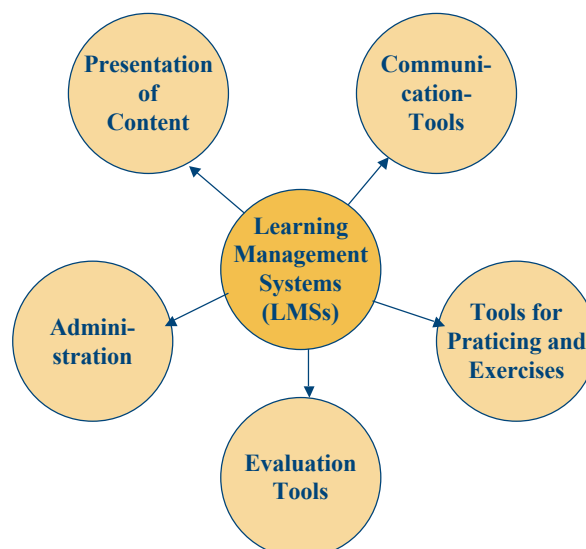 Presentation
of
Content
Communi-
cation-
Tools
Learning
Management
Systems
(LMSs)
Admini-
stration
Tools for
Praticing and
Exercises
Evaluation
Tools